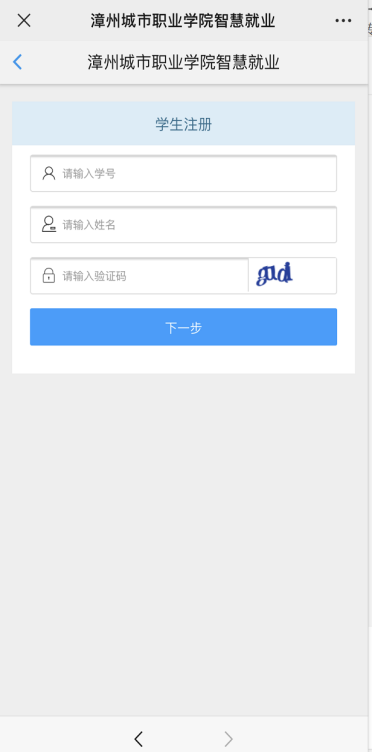 漳州城市职业学院智慧就业
漳州城市职业学院智慧就业
学生注册
请输入学号
请输入姓名
请输入验证码
下一步